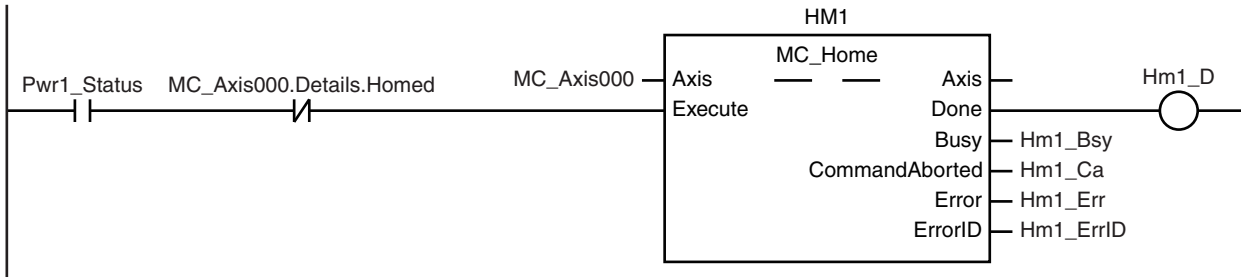 HM1
MC_Home
Pwr1_Status MC_Axis000.Details.Homed MC_Axis000 Axis Axis Hm1_D
Execute Done
Busy Hm1_Bsy
CommandAborted Hm1_Ca
Error Hm1_Err
ErrorID Hm1_ErrID